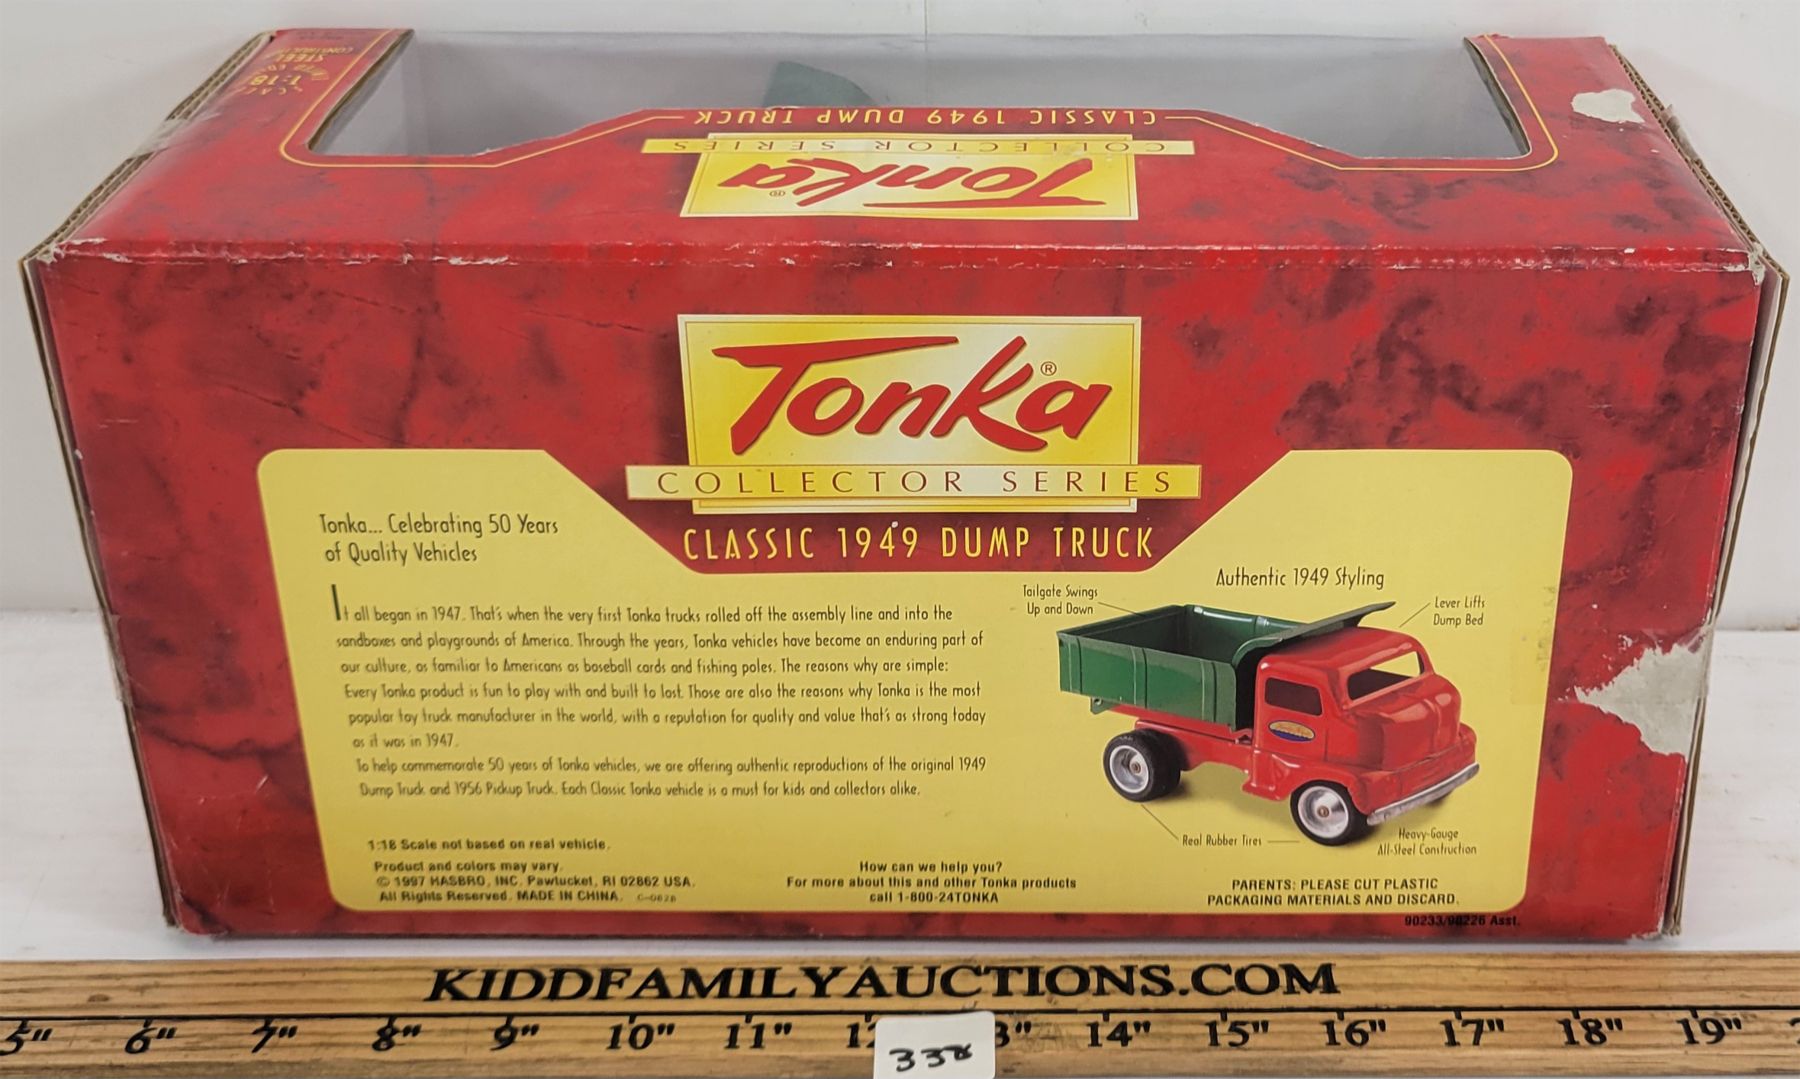 SCALE
1:18
STEEL
CONSTRUCTION
CLASSIC 1949 DUMP TRUCK
COLLECTOR SERIES
Tonka®
Tonka®
COLLECTOR SERIES
CLASSIC 1949 DUMP TRUCK
Tonka... Celebrating 50 Years
of Quality Vehicles
It all began in 1947. That's when the very first Tonka trucks rolled off the assembly line and into the
sandboxes and playgrounds of America. Through the years, Tonka vehicles have become an enduring part of
our culture, as familiar to Americans as baseball cards and fishing poles. The reasons why are simple:
Every Tonka product is fun to play with and built to last. Those are also the reasons why Tonka is the most
popular toy truck manufacturer in the world, with a reputation for quality and value that's as strong today
as it was in 1947.
To help commemorate 50 years of Tonka vehicles, we are offering authentic reproductions of the original 1949
Dump Truck and 1956 Pickup Truck. Each Classic Tonka vehicle is a must for kids and collectors alike.
Authentic 1949 Styling
Tailgate Swings
Up and Down
Lever Lifts
Dump Bed
Real Rubber Tires
Heavy-Gauge
All-Steel Construction
1:18 Scale not based on real vehicle.
Product and colors may vary.
© 1997 HASBRO, INC. Pawtucket, RI 02862 USA.
All Rights Reserved. MADE IN CHINA.
How can we help you?
For more about this and other Tonka products
call 1-800-24TONKA
PARENTS: PLEASE CUT PLASTIC
PACKAGING MATERIALS AND DISCARD.
90233/90226 Asst.
KIDDFAMILYAUCTIONS.COM
5" 6" 7" 8" 9" 10" 11" 3" 14" 15" 16" 17" 18" 19"
338